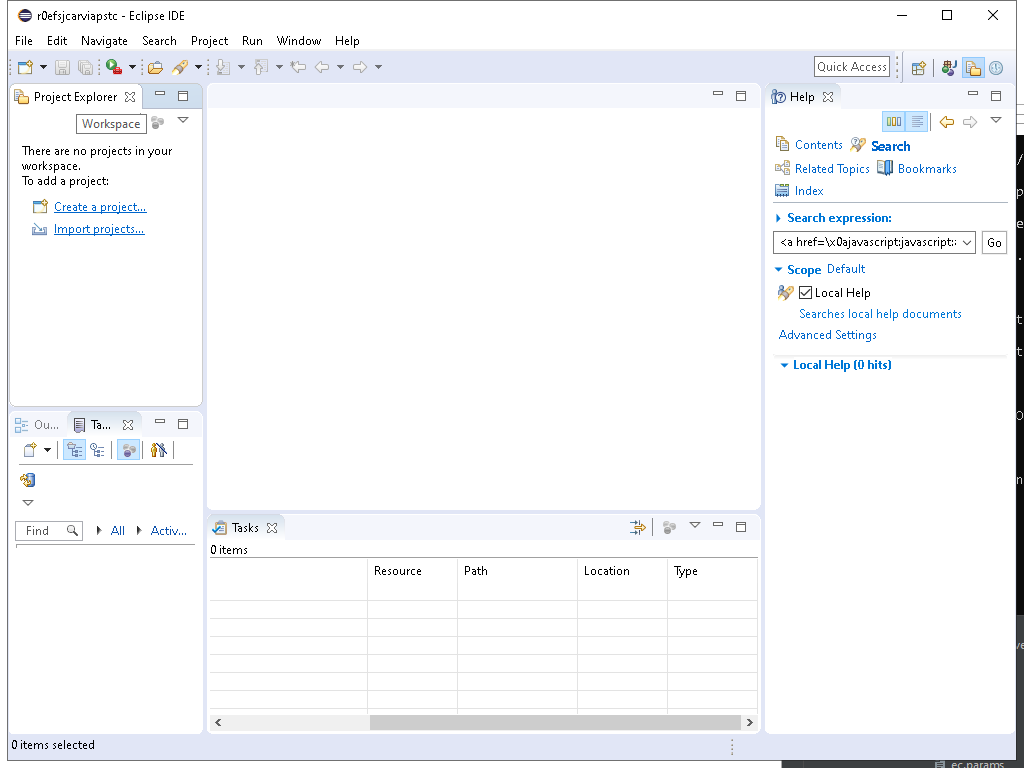 r0efsjcarviapstc - Eclipse IDE
File Edit Navigate Search Project Run Window Help
Quick Access
Project Explorer
Workspace
There are no projects in your
workspace.
To add a project:
Create a project...
Import projects...
Ou...
Ta...
Find
All
Activ...
Tasks
0 items
Resource Path Location Type
Help
Contents
Search
Related Topics
Bookmarks
Index
Search expression:
<a href=\x0ajavascript:javascript:
Go
Scope Default
Local Help
Searches local help documents
Advanced Settings
Local Help (0 hits)
0 items selected
ec.params